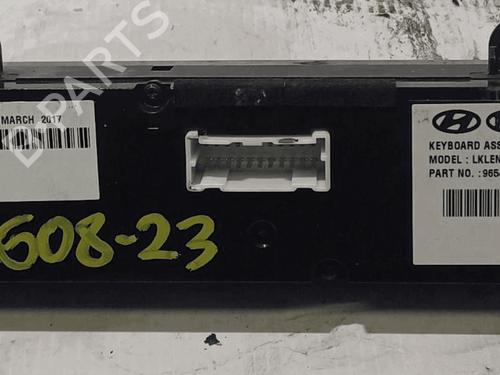 PARTS
MARCH 2017
KEYBOARD ASS
MODEL : LKLEN
PART NO. : 965
608-23